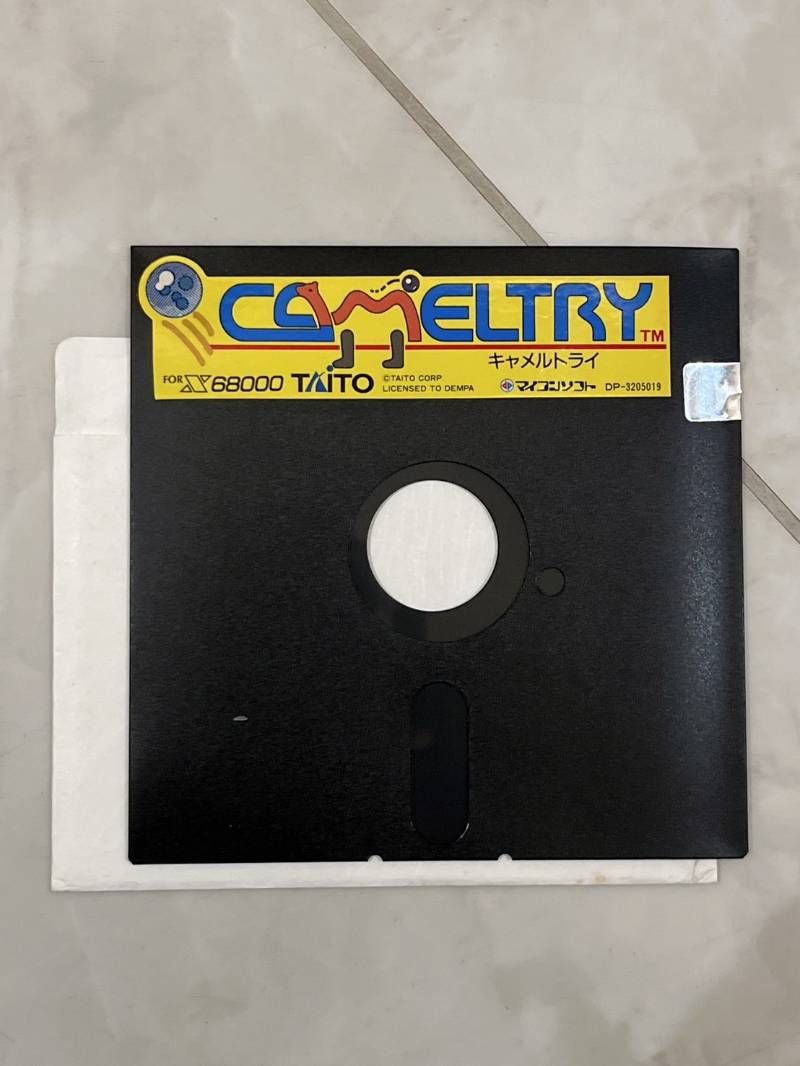 CAMELTRY TM
キャメルトライ
FOR X68000 TAITO ©TAITO CORP. LICENSED TO DEMPA マイコンソフト DP-3205019